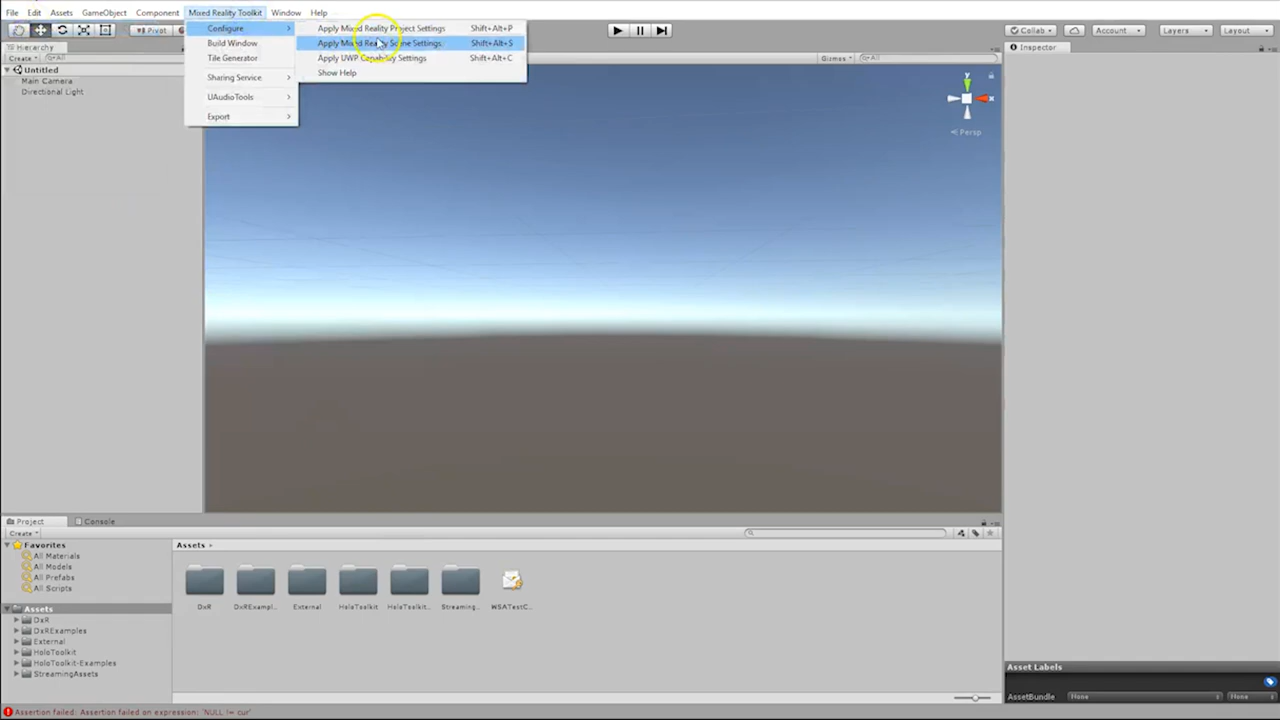 File Edit Assets GameObject Component Mixed Reality Toolkit Window Help
Pivot
Collab
Account
Layers
Layout
Configure
Build Window
Tile Generator
Sharing Service
UAudioTools
Export
Apply Mixed Reality Project Settings Shift+Alt+P
Apply Mixed Reality Scene Settings Shift+Alt+S
Apply UWP Capability Settings Shift+Alt+C
Show Help
Hierarchy
Create All
Untitled
Main Camera
Directional Light
Gizmos All
y
x
Persp
Inspector
Project Console
Create
Favorites
All Materials
All Models
All Prefabs
All Scripts
Assets
DxR
DxRExamples
External
HoloToolkit
HoloToolkit-Examples
StreamingAssets
Assets
DxR DxRExampl... External HoloToolkit HoloToolkit... Streaming... WSATestC...
Asset Labels
AssetBundle None None
Assertion failed: Assertion failed on expression: 'NULL != cur'